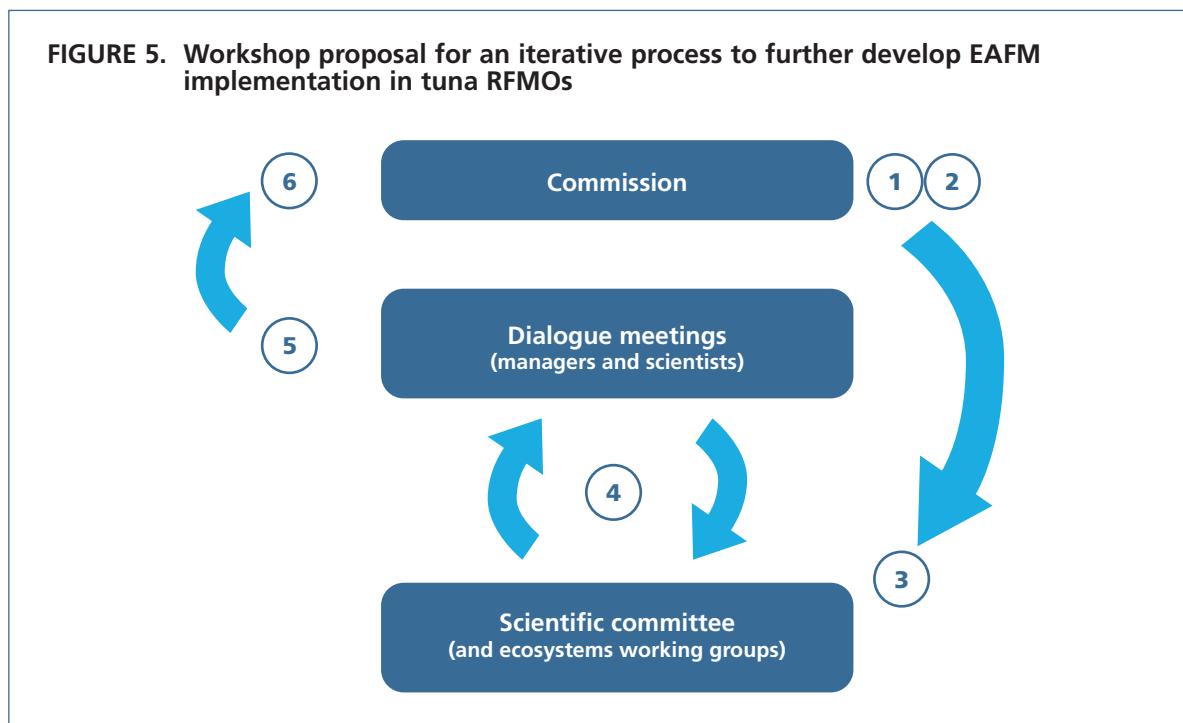 FIGURE 5. Workshop proposal for an iterative process to further develop EAFM
implementation in tuna RFMOs
6
Commission
1 2
5
Dialogue meetings
(managers and scientists)
4
3
Scientific committee
(and ecosystems working groups)